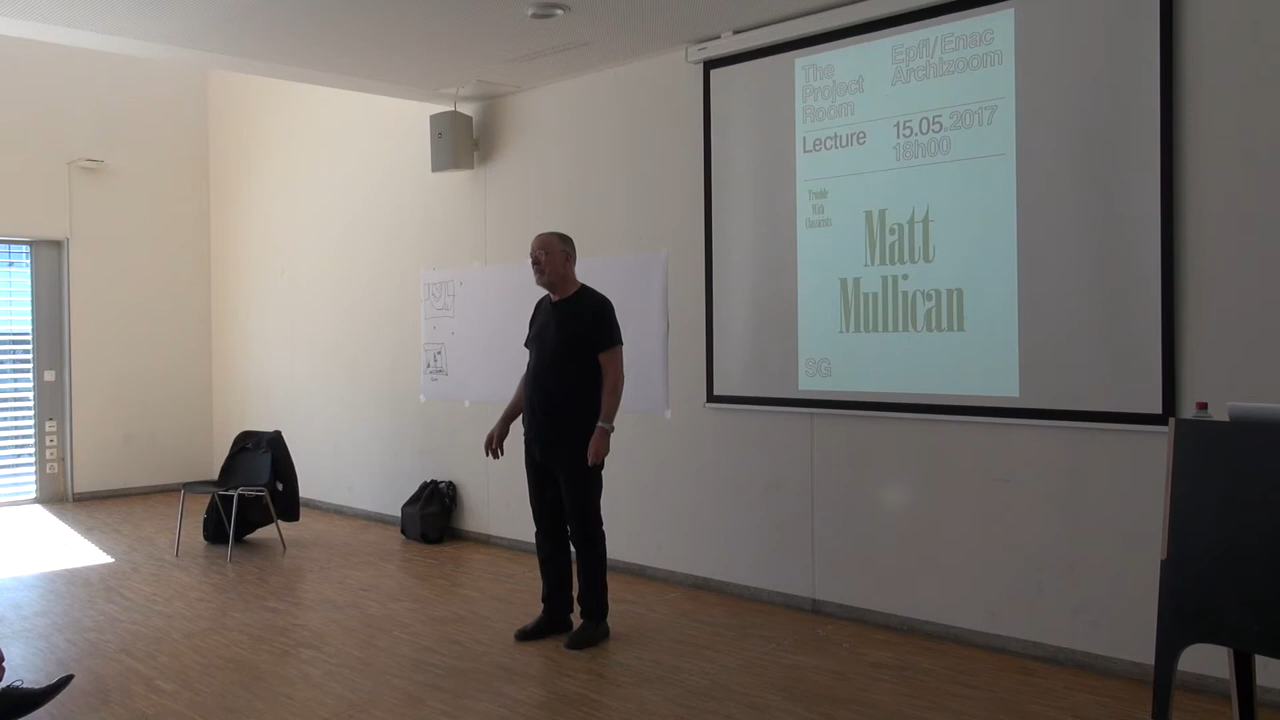 The
Project
Room
Epfl/Enac
Archizoom
Lecture
15.05.2017
18h00
Trouble
With
Classicists
Matt
Mullican
SG